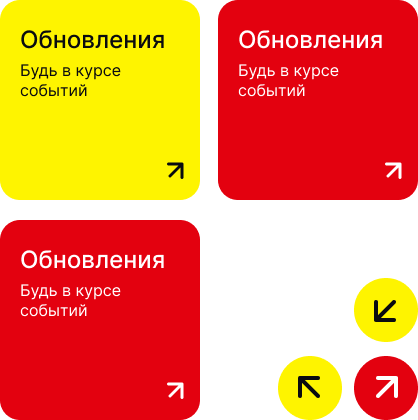 Обновления
Будь в курсе
событий
Обновления
Будь в курсе
событий
Обновления
Будь в курсе
событий